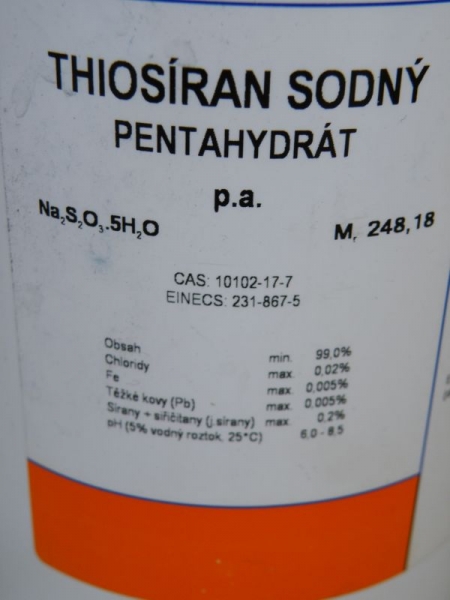 THIOSÍRAN SODNÝ
PENTAHYDRÁT
p.a.
Na₂S₂O₃.5H₂O Mᵣ 248,18
CAS: 10102-17-7
EINECS: 231-867-5
Obsah min. 99,0%
Chloridy max. 0,02%
Fe max. 0,005%
Těžké kovy (Pb) max. 0,005%
Sírany + siřičitany (j.sírany) max. 0,2%
pH (5% vodný roztok, 25°C) 6,0 - 8,5